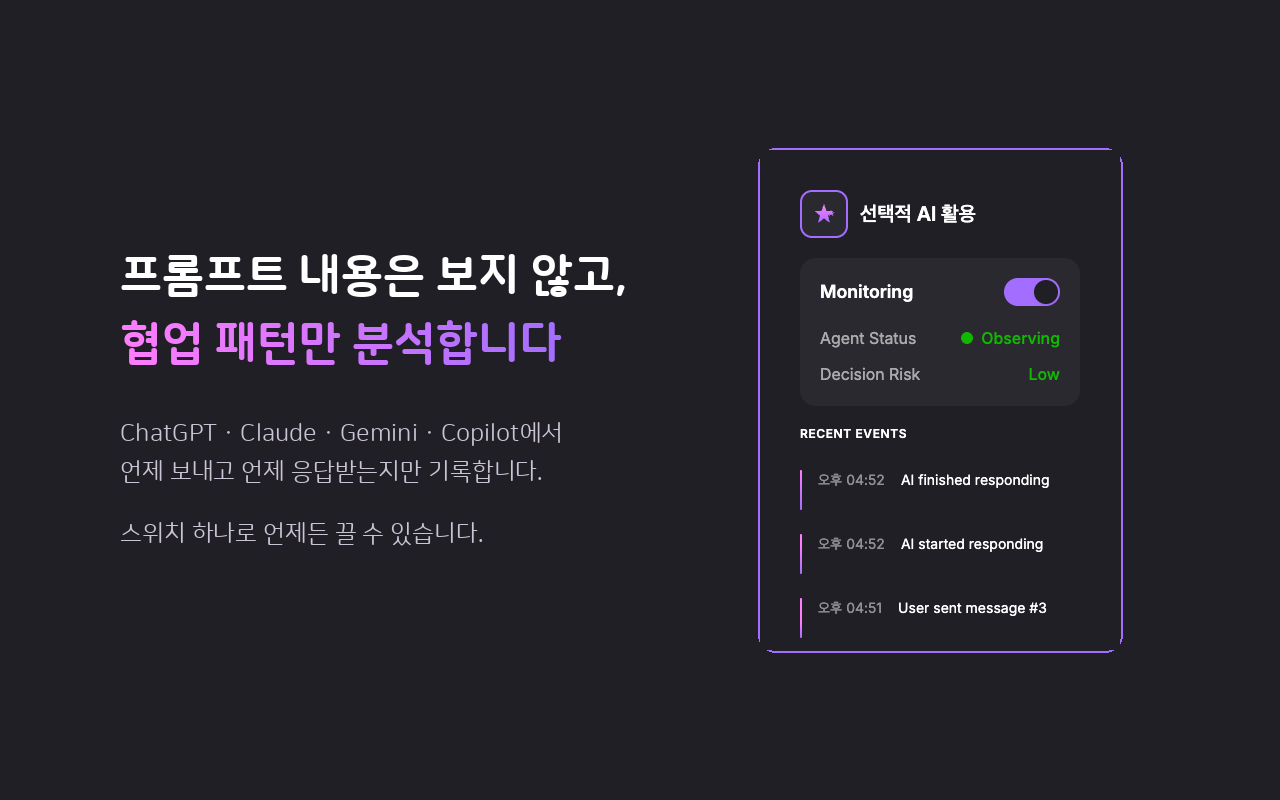 프롬프트 내용은 보지 않고,
협업 패턴만 분석합니다
ChatGPT · Claude · Gemini · Copilot에서
언제 보내고 언제 응답받는지만 기록합니다.
스위치 하나로 언제든 끌 수 있습니다.
선택적 AI 활용
Monitoring
Agent Status Observing
Decision Risk Low
RECENT EVENTS
오후 04:52 AI finished responding
오후 04:52 AI started responding
오후 04:51 User sent message #3